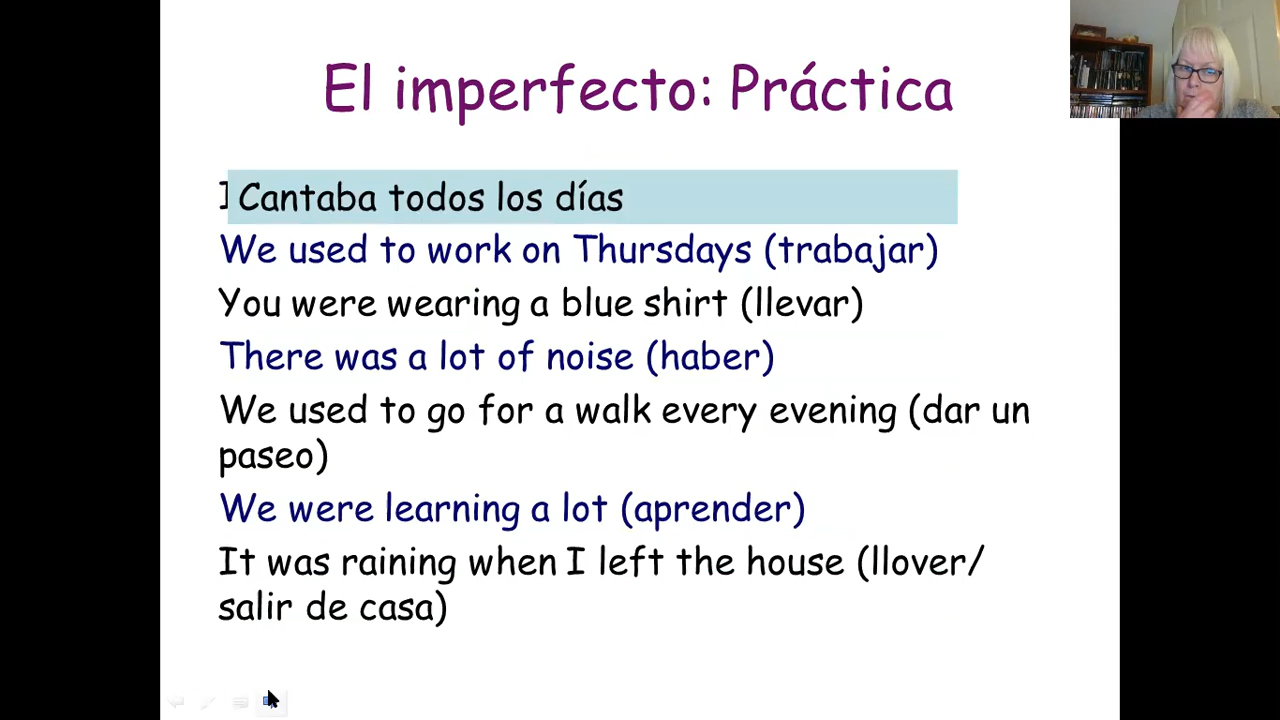 El imperfecto: Práctica
I Cantaba todos los días
We used to work on Thursdays (trabajar)
You were wearing a blue shirt (llevar)
There was a lot of noise (haber)
We used to go for a walk every evening (dar un
paseo)
We were learning a lot (aprender)
It was raining when I left the house (llover/
salir de casa)